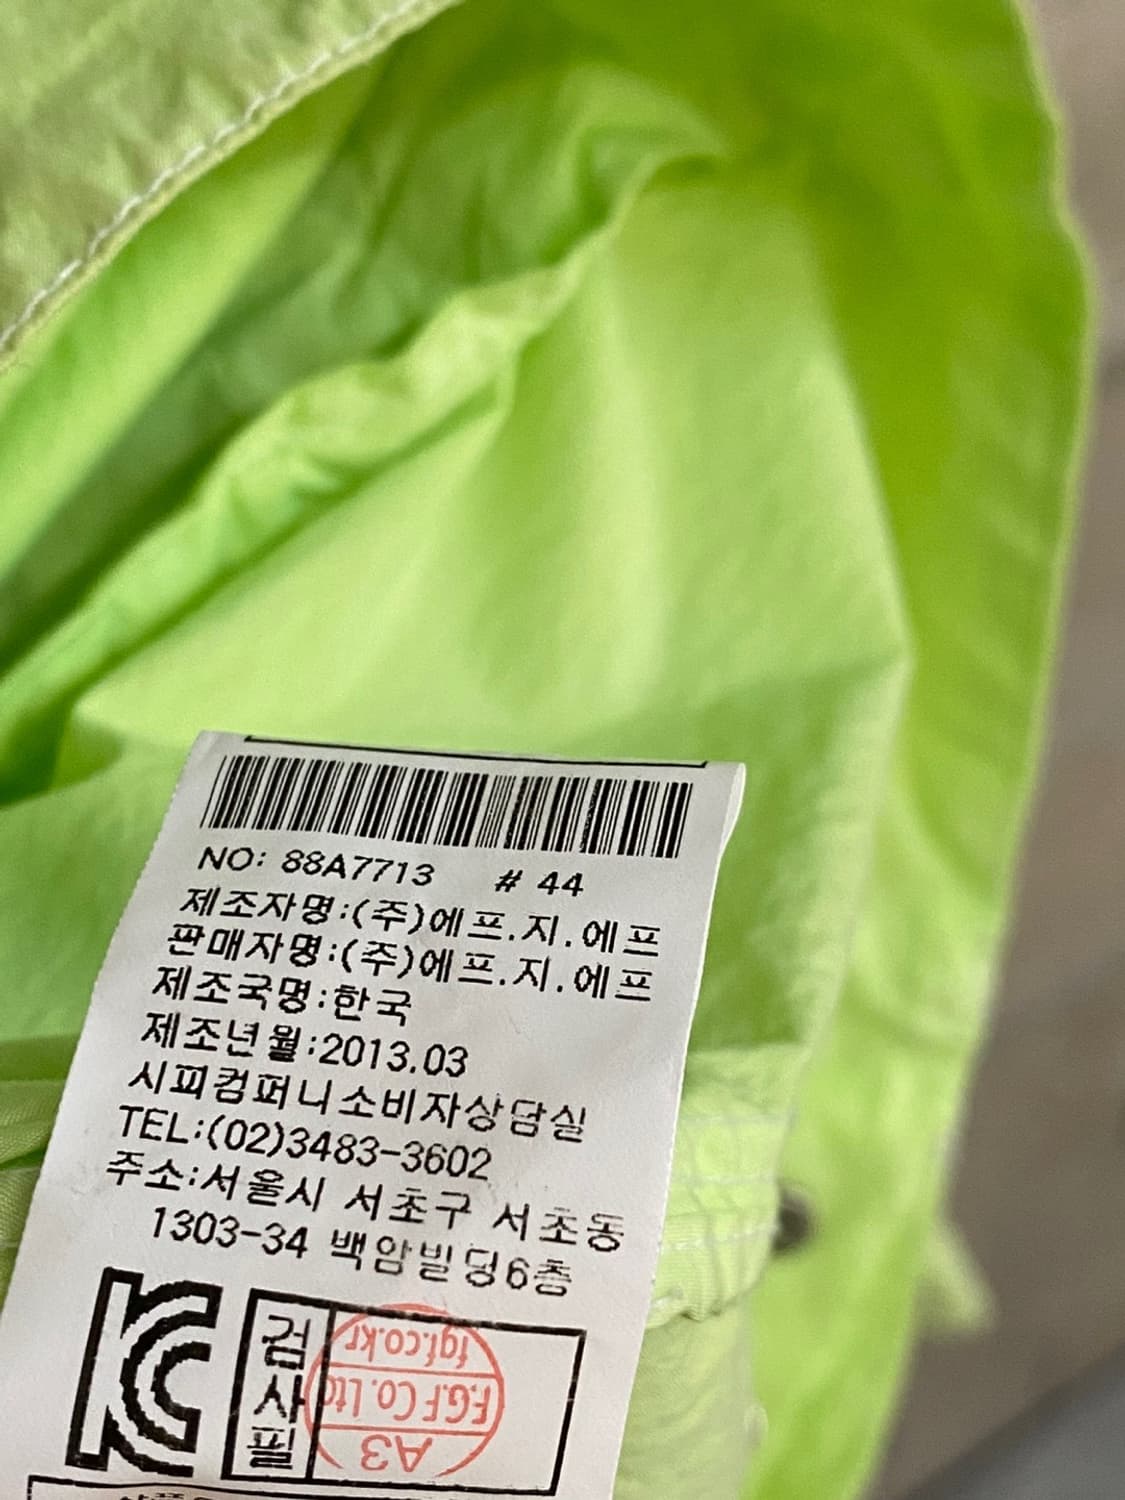 NO: 88A7713 # 44
제조자명:(주)에프.지.에프
판매자명:(주)에프.지.에프
제조국명:한국
제조년월:2013.03
시피컴퍼니소비자상담실
TEL:(02)3483-3602
주소:서울시 서초구 서초동
1303-34 백암빌딩6층
KC
검사필
fgf.co.kr
F.G.F Co. Ltd
A3